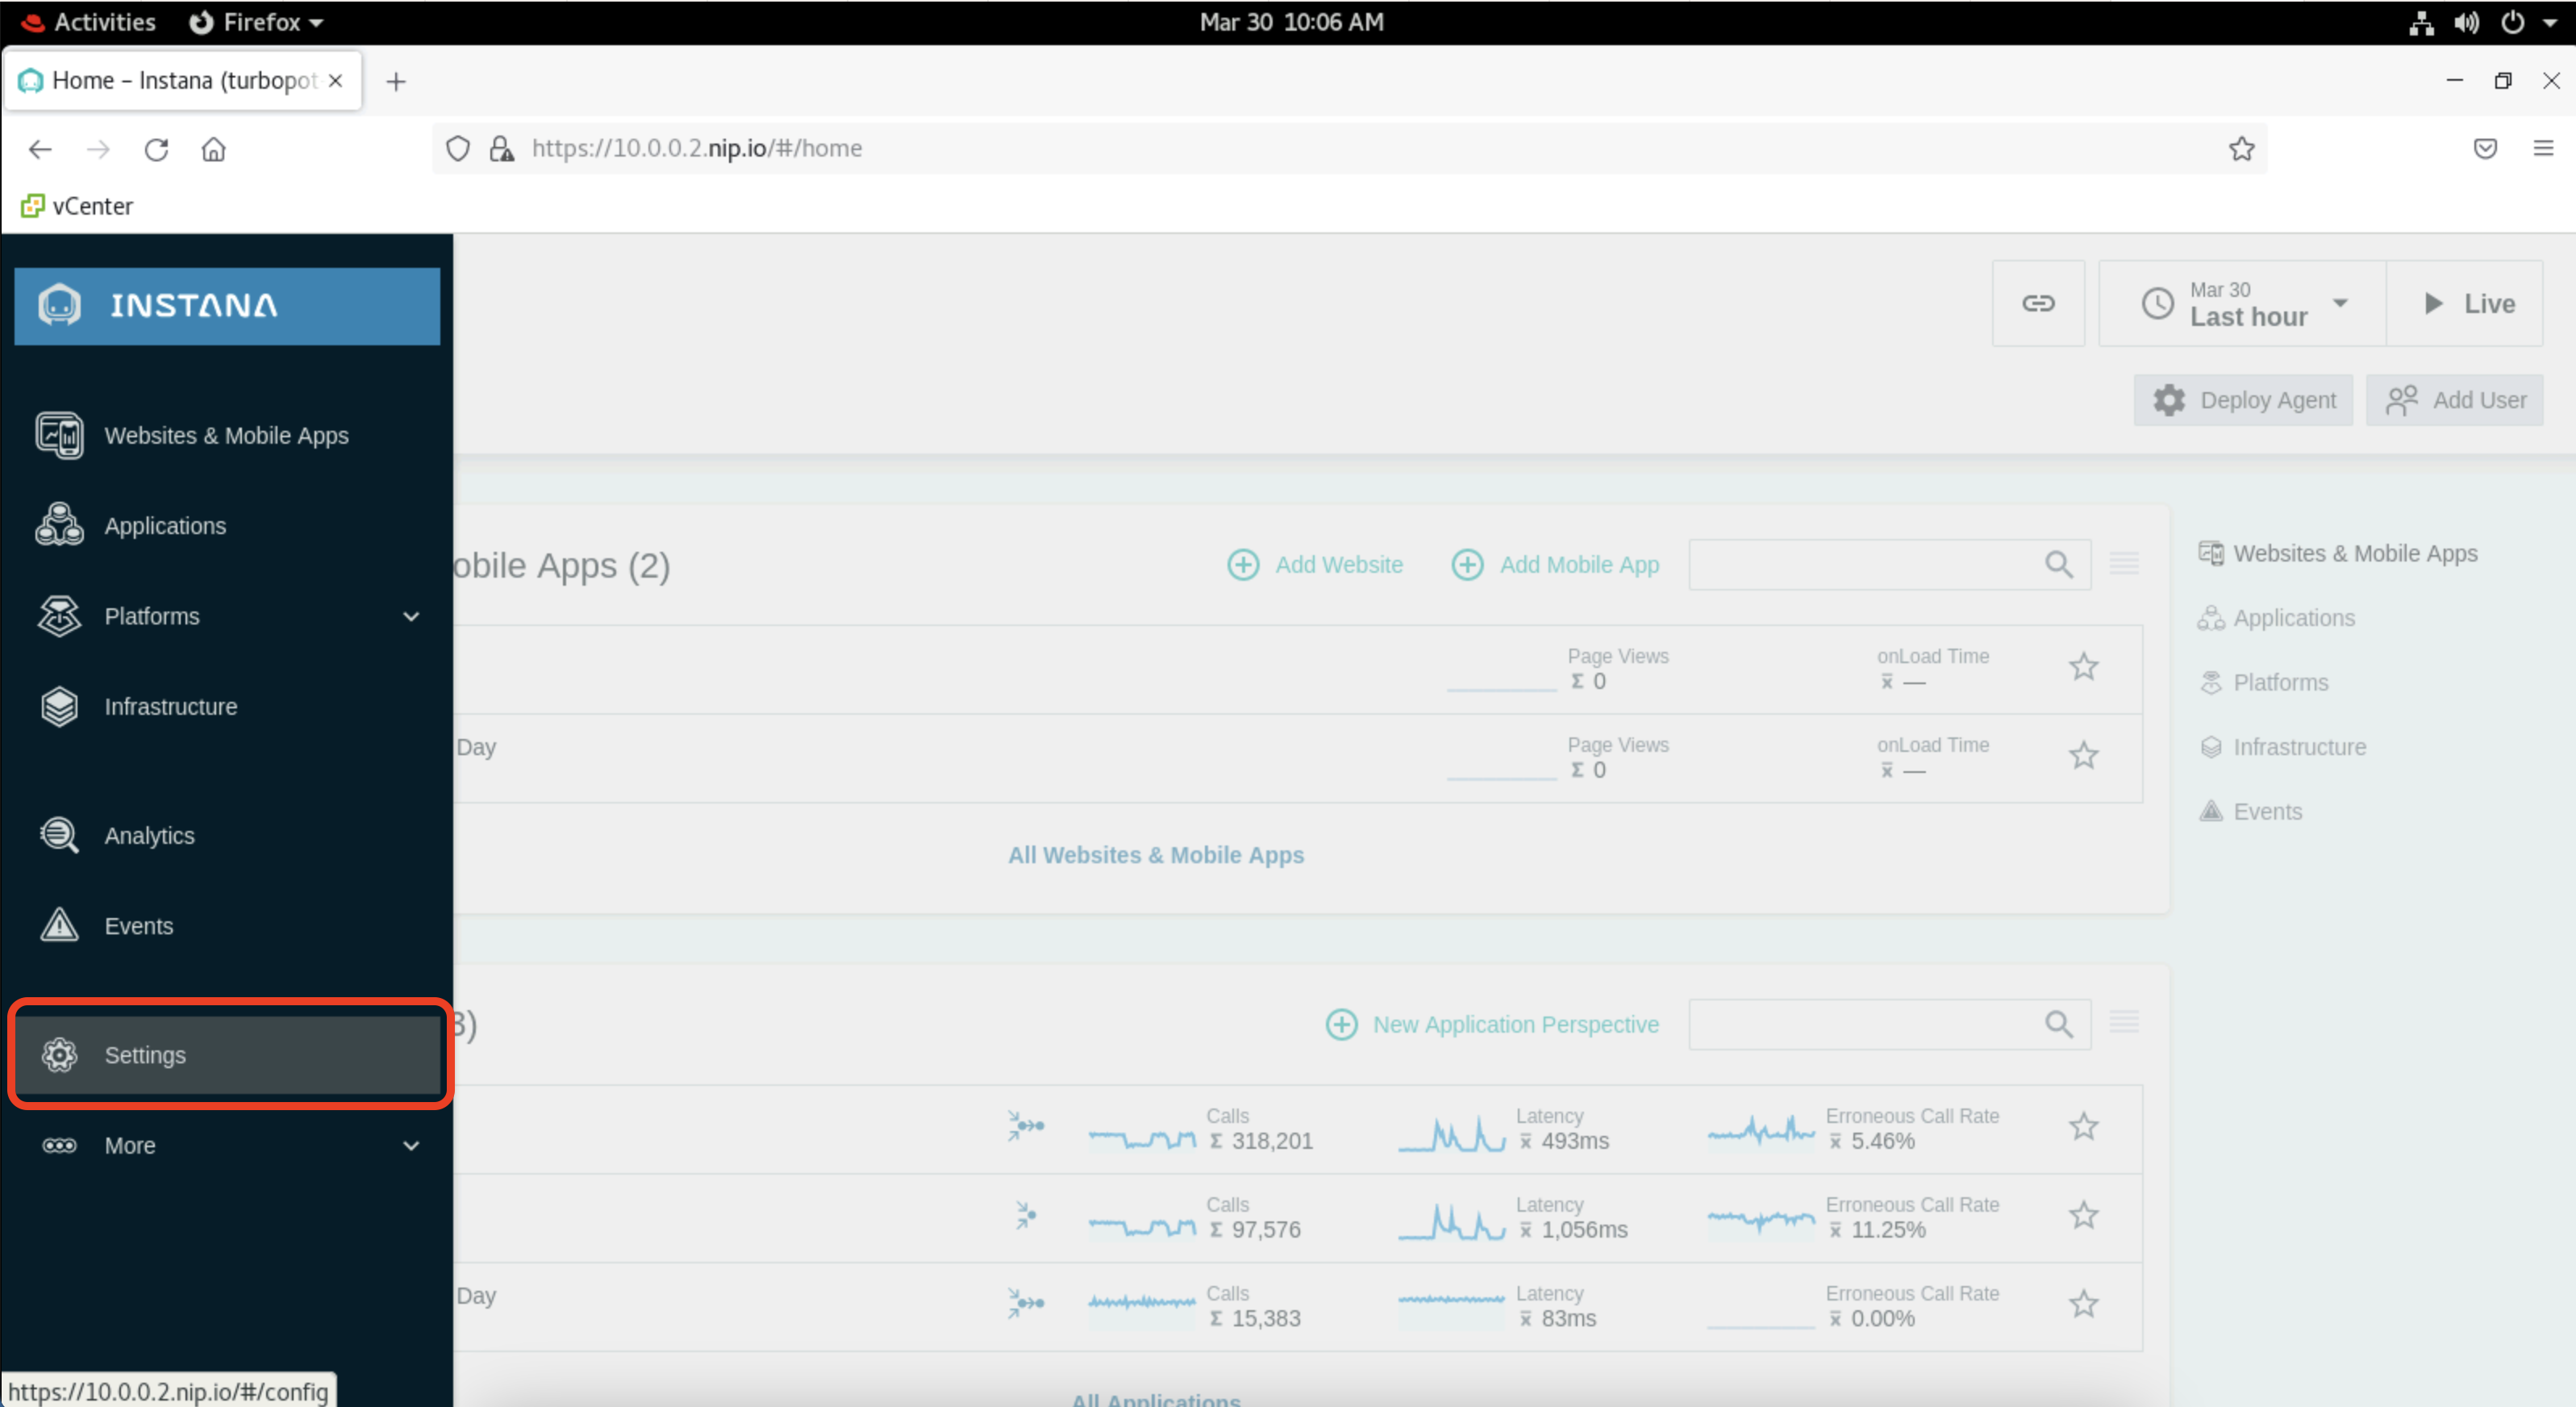 Activities Firefox Mar 30 10:06 AM
Home – Instana (turbopot
https://10.0.0.2.nip.io/#/home
vCenter
INSTANA
Websites & Mobile Apps
Applications
Platforms
Infrastructure
Analytics
Events
Settings
More
https://10.0.0.2.nip.io/#/config
Mar 30
Last hour
Live
Deploy Agent Add User
obile Apps (2) Add Website Add Mobile App
Page Views onLoad Time
Σ 0 x̅ —
Day Page Views onLoad Time
Σ 0 x̅ —
All Websites & Mobile Apps
3) New Application Perspective
Calls Latency Erroneous Call Rate
Σ 318,201 x̅ 493ms x̅ 5.46%
Calls Latency Erroneous Call Rate
Σ 97,576 x̅ 1,056ms x̅ 11.25%
Day Calls Latency Erroneous Call Rate
Σ 15,383 x̅ 83ms x̅ 0.00%
All Applications
Websites & Mobile Apps
Applications
Platforms
Infrastructure
Events